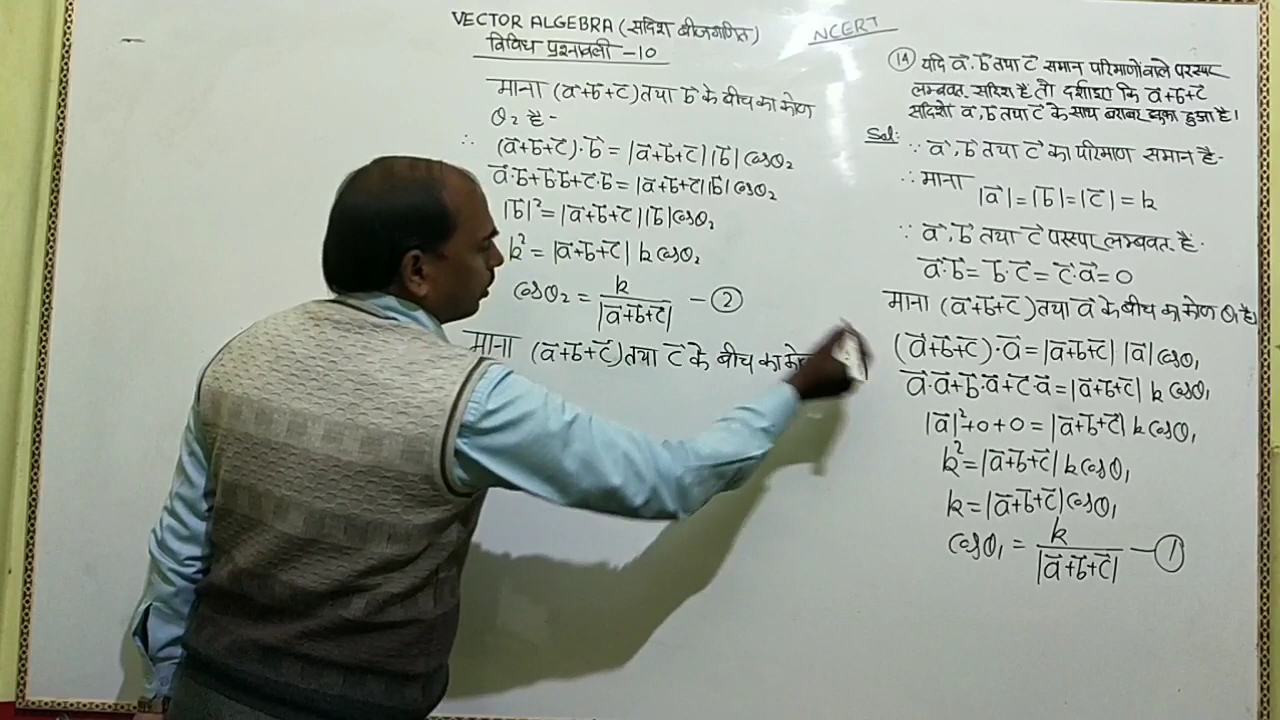 VECTOR ALGEBRA (सदिश बीजगणित)
विविध प्रश्नावली -10
NCERT
(14) यदि a⃗, b⃗ तथा c⃗ समान परिमाणों वाले परस्पर
लम्बवत् सदिश हैं तो दर्शाइए कि a⃗+b⃗+c⃗
सदिशों a⃗, b⃗ तथा c⃗ के साथ बराबर झुका हुआ है।
Sol:
∵ a⃗, b⃗ तथा c⃗ का परिमाण समान है-
∴ माना
|a⃗| = |b⃗| = |c⃗| = k
∵ a⃗, b⃗ तथा c⃗ परस्पर लम्बवत् हैं-
a⃗·b⃗ = b⃗·c⃗ = c⃗·a⃗ = 0
माना (a⃗+b⃗+c⃗) तथा a⃗ के बीच का कोण θ₁ है।
(a⃗+b⃗+c⃗)·a⃗ = |a⃗+b⃗+c⃗| |a⃗| cosθ₁
a⃗·a⃗+b⃗·a⃗+c⃗·a⃗ = |a⃗+b⃗+c⃗| k cosθ₁
|a⃗|²+0+0 = |a⃗+b⃗+c⃗| k cosθ₁
k² = |a⃗+b⃗+c⃗| k cosθ₁
k = |a⃗+b⃗+c⃗| cosθ₁
cosθ₁ = k / |a⃗+b⃗+c⃗| — (1)
माना (a⃗+b⃗+c⃗) तथा b⃗ के बीच का कोण
θ₂ है -
∴ (a⃗+b⃗+c⃗)·b⃗ = |a⃗+b⃗+c⃗| |b⃗| cosθ₂
a⃗·b⃗+b⃗·b⃗+c⃗·b⃗ = |a⃗+b⃗+c⃗| |b⃗| cosθ₂
|b⃗|² = |a⃗+b⃗+c⃗| |b⃗| cosθ₂
k² = |a⃗+b⃗+c⃗| k cosθ₂
cosθ₂ = k / |a⃗+b⃗+c⃗| — (2)
माना (a⃗+b⃗+c⃗) तथा c⃗ के बीच का